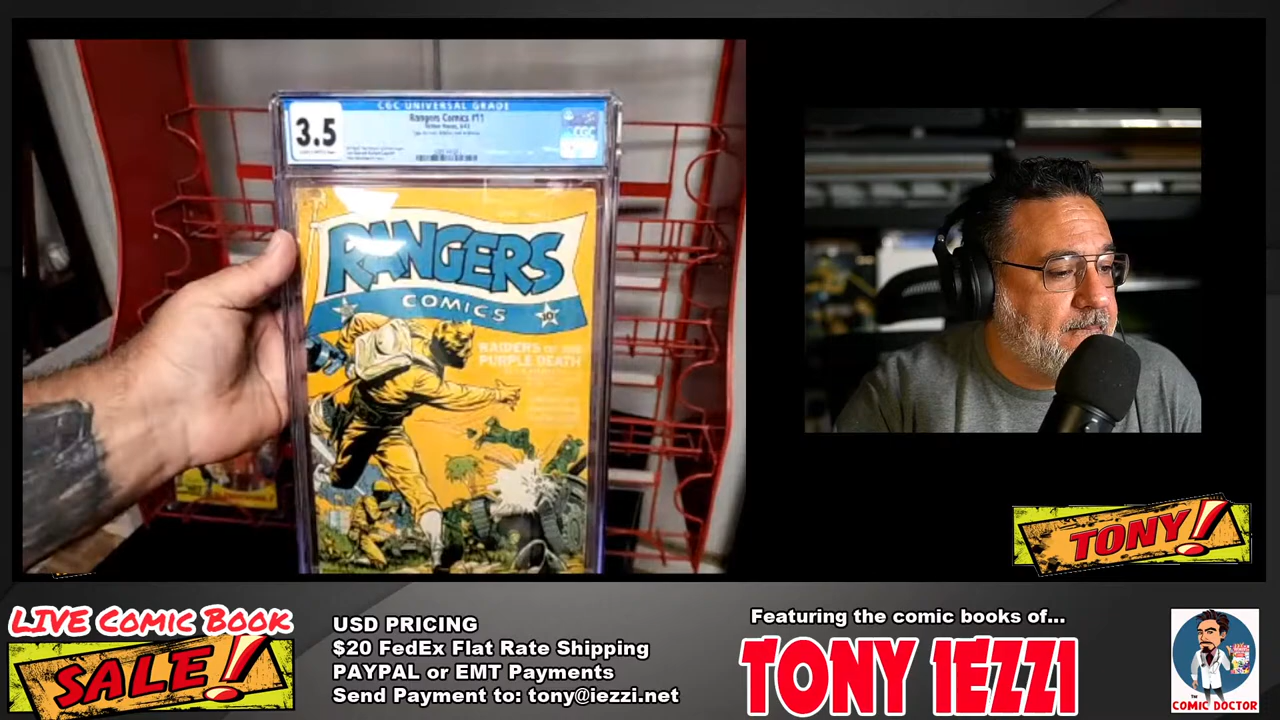 CGC UNIVERSAL GRADE
3.5
Rangers Comics #11
CGC
RANGERS
COMICS
10¢
RAIDERS OF THE
PURPLE DEATH
TONY!
LIVE COMIC BOOK
SALE!
USD PRICING
$20 FedEx Flat Rate Shipping
PAYPAL or EMT Payments
Send Payment to: tony@iezzi.net
Featuring the comic books of...
TONY IEZZI
THE
COMIC DOCTOR